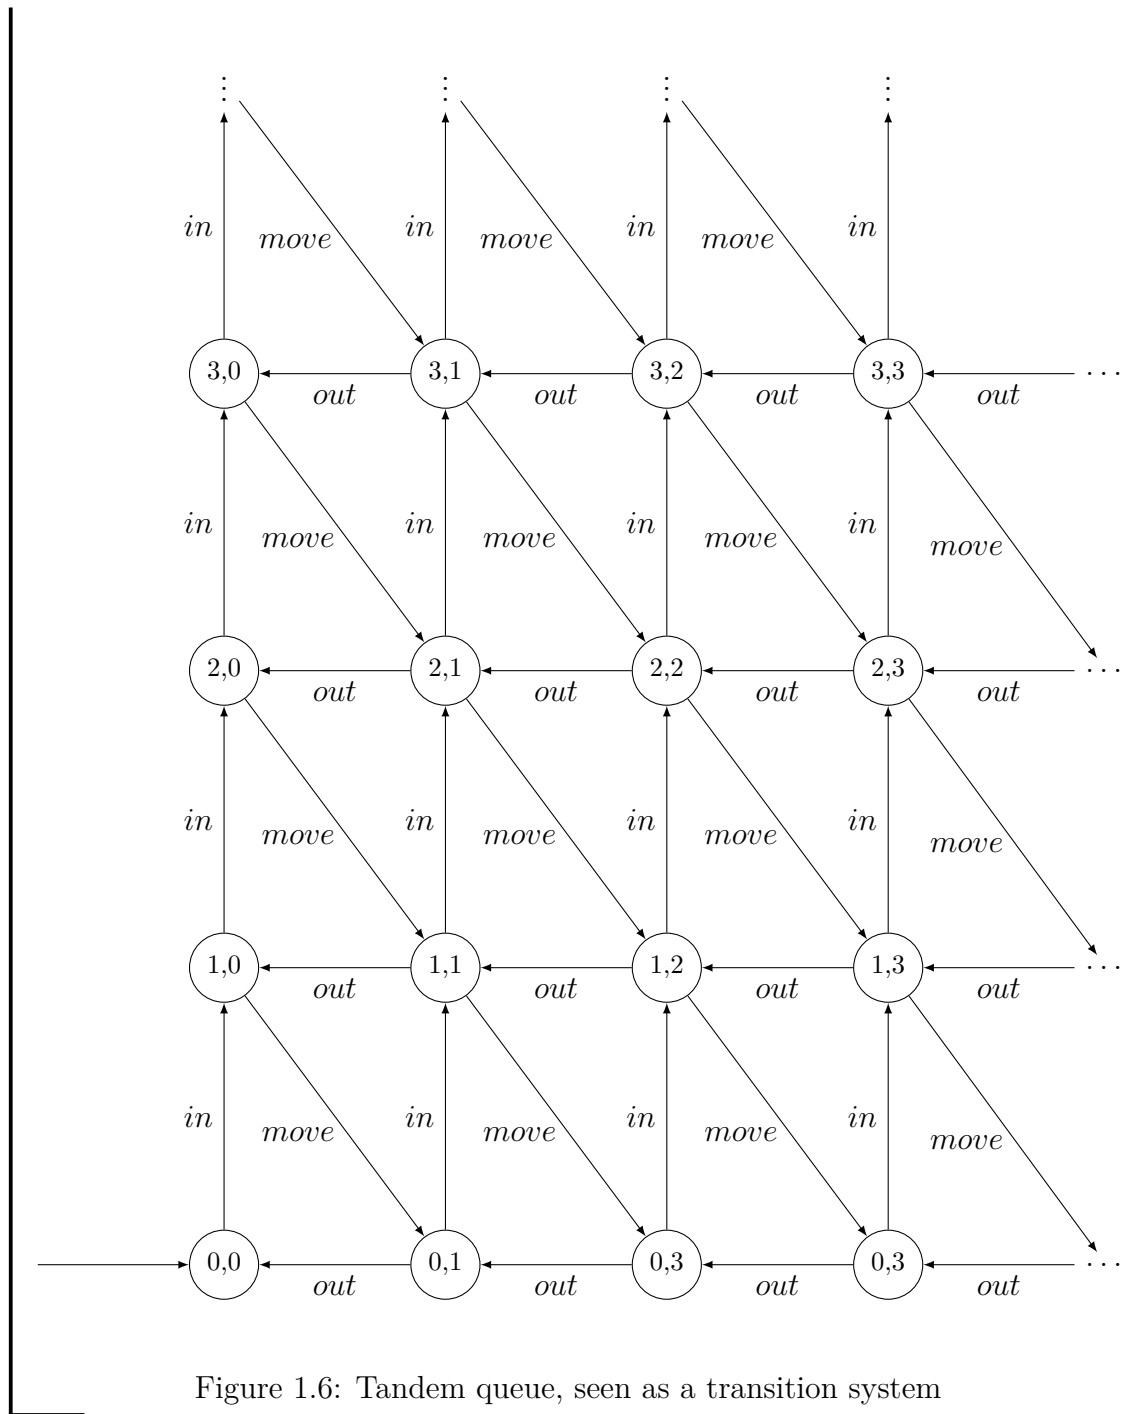 ⋮ ⋮ ⋮ ⋮
in move in move in move in
3,0 3,1 3,2 3,3 ...
out out out out
in move in move in move in move
2,0 2,1 2,2 2,3 ...
out out out out
in move in move in move in move
1,0 1,1 1,2 1,3 ...
out out out out
in move in move in move in move
0,0 0,1 0,3 0,3 ...
out out out out
Figure 1.6: Tandem queue, seen as a transition system